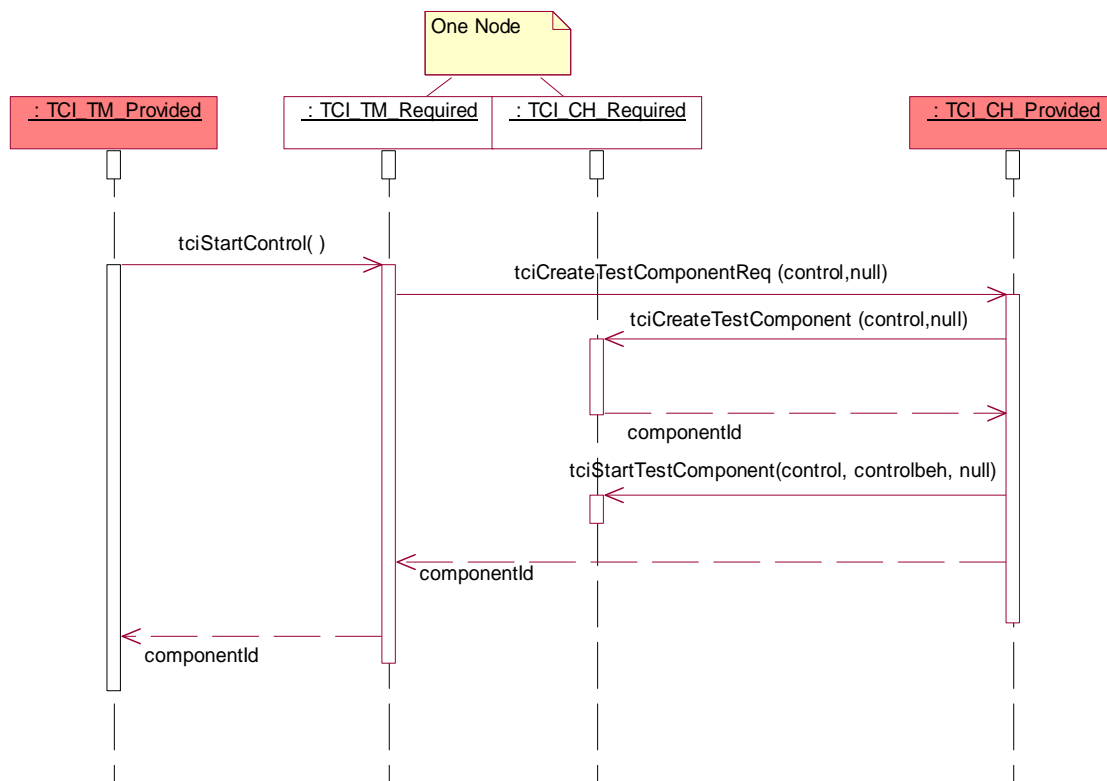 One Node
: TCI_TM_Provided
: TCI_TM_Required
: TCI_CH_Required
: TCI_CH_Provided
tciStartControl( )
tciCreateTestComponentReq (control,null)
tciCreateTestComponent (control,null)
componentId
tciStartTestComponent(control, controlbeh, null)
componentId
componentId